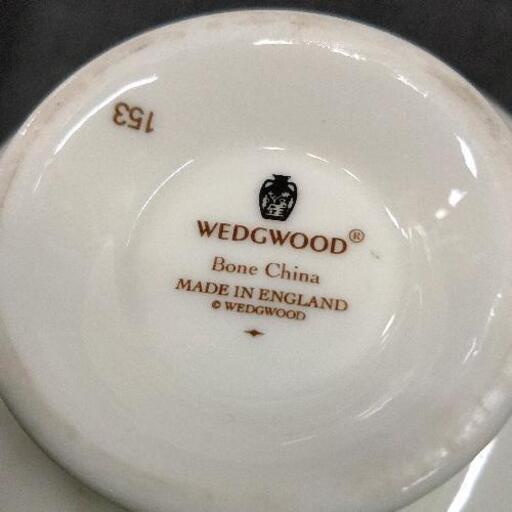 153
WEDGWOOD®
Bone China
MADE IN ENGLAND
© WEDGWOOD